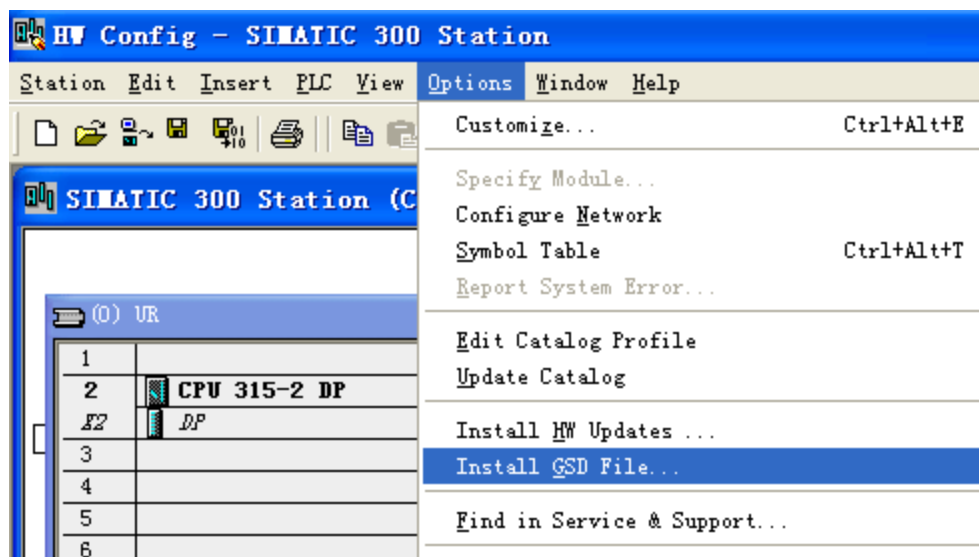 HW Config - SIMATIC 300 Station
Station Edit Insert PLC View Options Window Help
Customize... Ctrl+Alt+E
Specify Module...
Configure Network
Symbol Table Ctrl+Alt+T
Report System Error...
Edit Catalog Profile
Update Catalog
Install HW Updates ...
Install GSD File...
Find in Service & Support...
SIMATIC 300 Station (C
(0) UR
1
2 CPU 315-2 DP
X2 DP
3
4
5
6